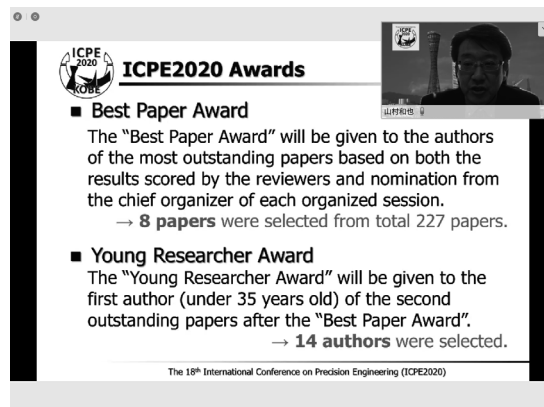 ICPE
2020
KOBE
ICPE2020 Awards
ICPE
2020
山村和也
■ Best Paper Award
The “Best Paper Award” will be given to the authors
of the most outstanding papers based on both the
results scored by the reviewers and nomination from
the chief organizer of each organized session.
→ 8 papers were selected from total 227 papers.
■ Young Researcher Award
The “Young Researcher Award” will be given to the
first author (under 35 years old) of the second
outstanding papers after the “Best Paper Award”.
→ 14 authors were selected.
The 18th International Conference on Precision Engineering (ICPE2020)